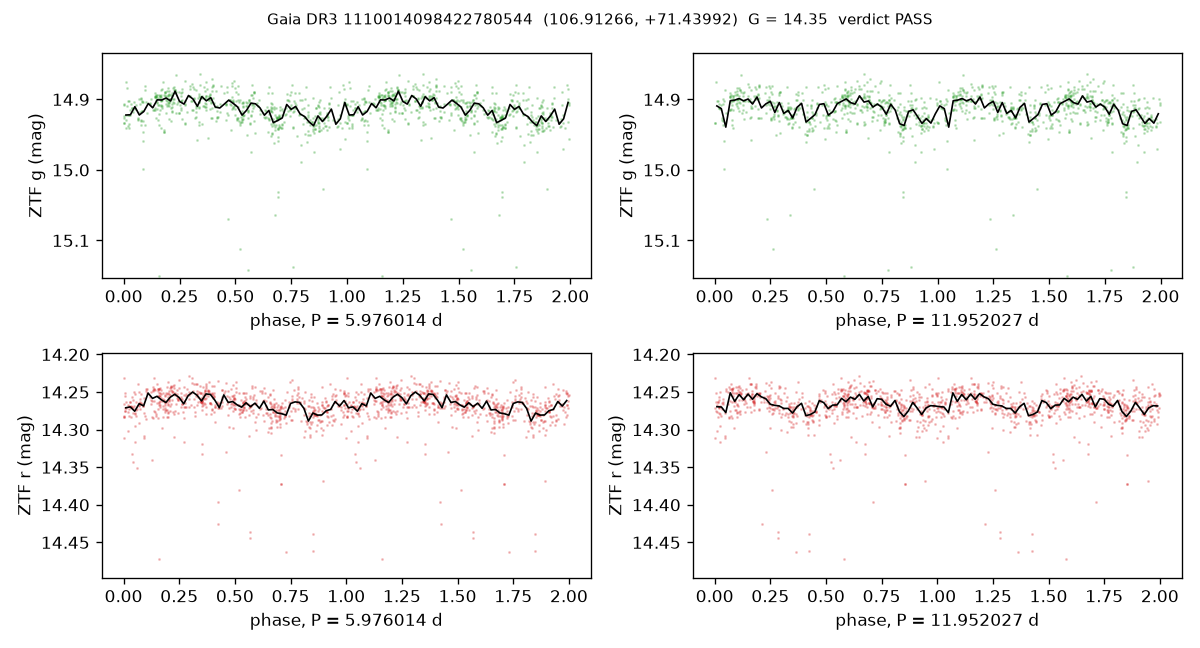 Gaia DR3 1110014098422780544  (106.91266, +71.43992)  G = 14.35  verdict PASS
ZTF g (mag)
14.9
15.0
15.1
0.00 0.25 0.50 0.75 1.00 1.25 1.50 1.75 2.00
phase, P = 5.976014 d
ZTF g (mag)
14.9
15.0
15.1
0.00 0.25 0.50 0.75 1.00 1.25 1.50 1.75 2.00
phase, P = 11.952027 d
ZTF r (mag)
14.20
14.25
14.30
14.35
14.40
14.45
0.00 0.25 0.50 0.75 1.00 1.25 1.50 1.75 2.00
phase, P = 5.976014 d
ZTF r (mag)
14.20
14.25
14.30
14.35
14.40
14.45
0.00 0.25 0.50 0.75 1.00 1.25 1.50 1.75 2.00
phase, P = 11.952027 d